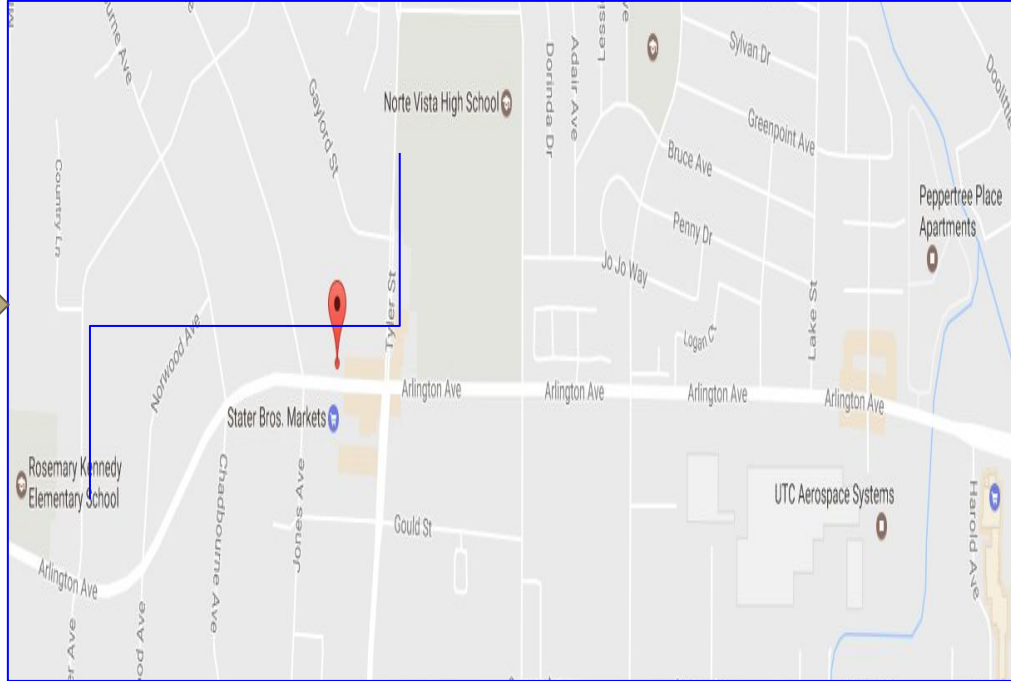 Gaylord St
Norte Vista High School
Dorinda Dr
Adair Ave
Sylvan Dr
Greenpoint Ave
Bruce Ave
Penny Dr
Jo Jo Way
Peppertree Place
Apartments
Country Ln
Norwood Ave
Tyler St
Lake St
Arlington Ave
Arlington Ave
Arlington Ave
Arlington Ave
Stater Bros. Markets
Rosemary Kennedy
Elementary School
Chadbourne Ave
Jones Ave
Gould St
UTC Aerospace Systems
Harold Ave
Arlington Ave